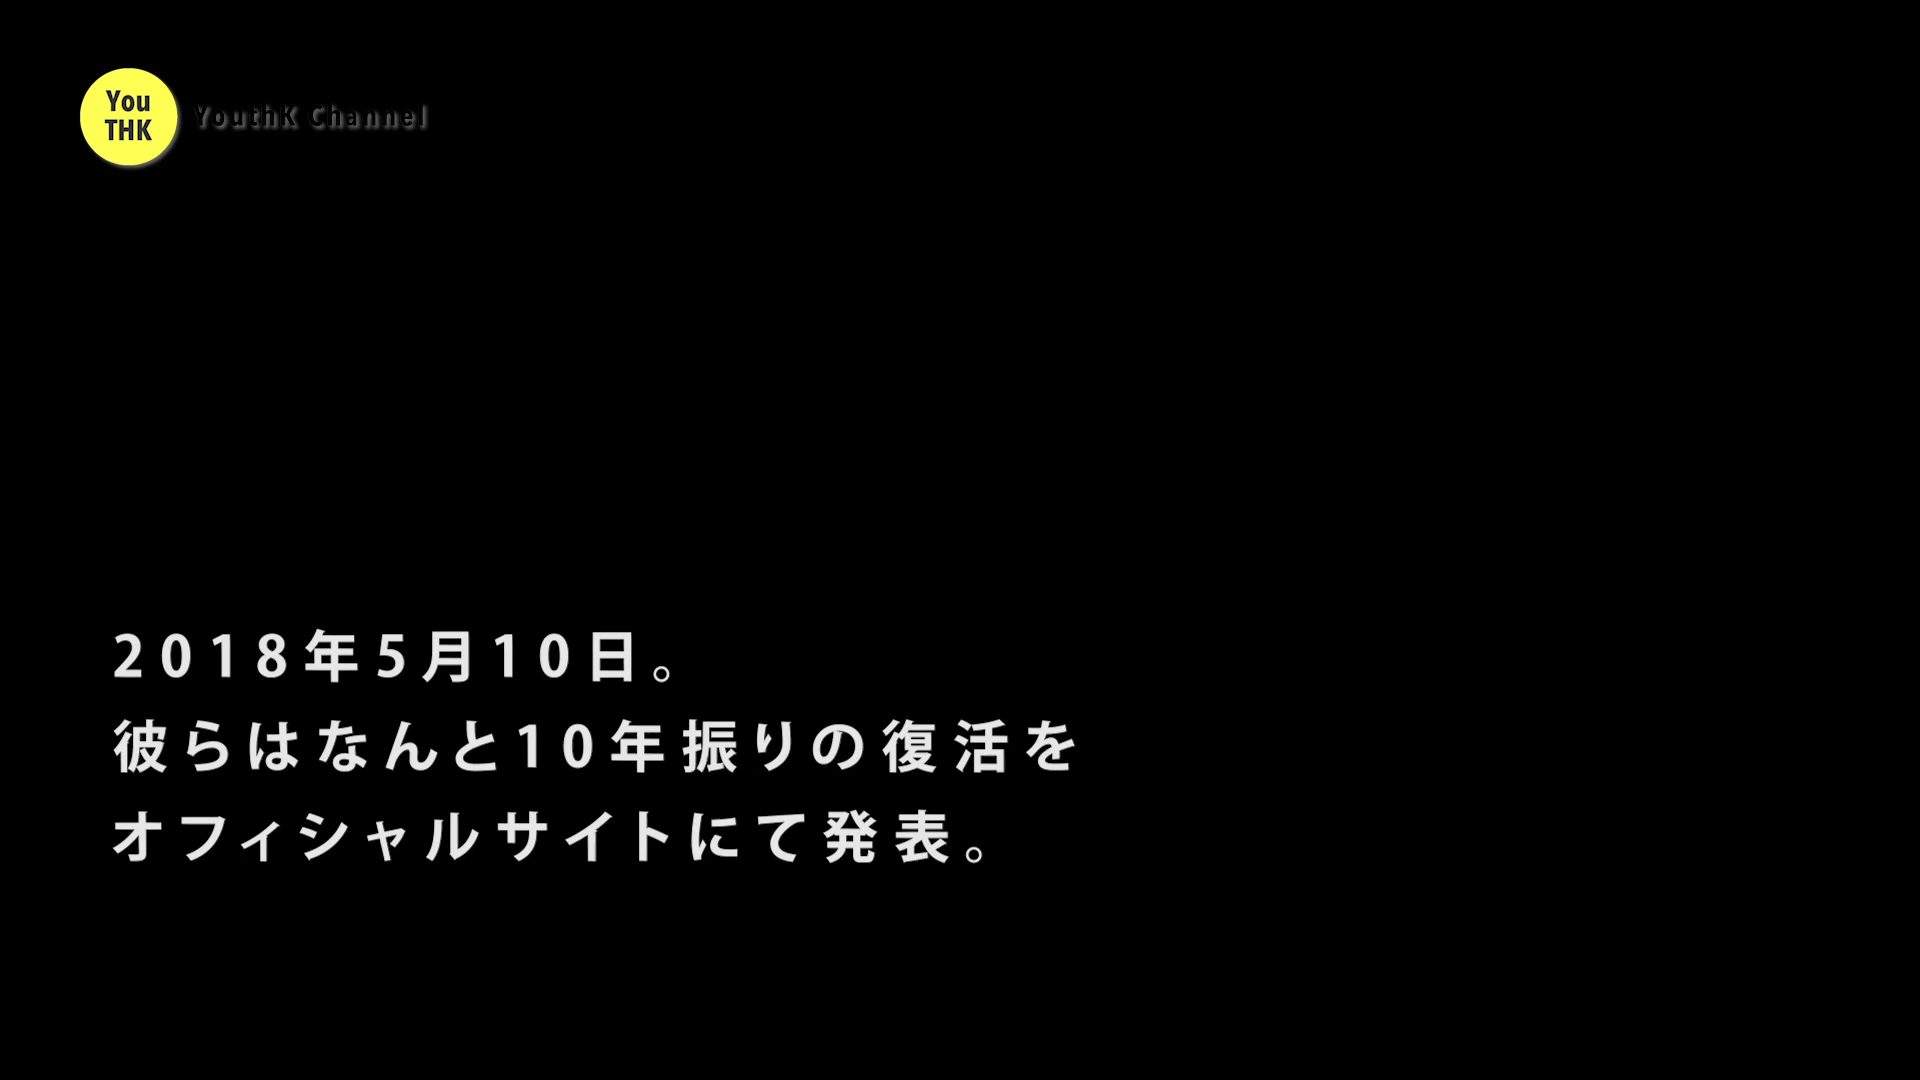 You
THK
YouthK Channel
2018年5月10日。
彼らはなんと10年振りの復活を
オフィシャルサイトにて発表。